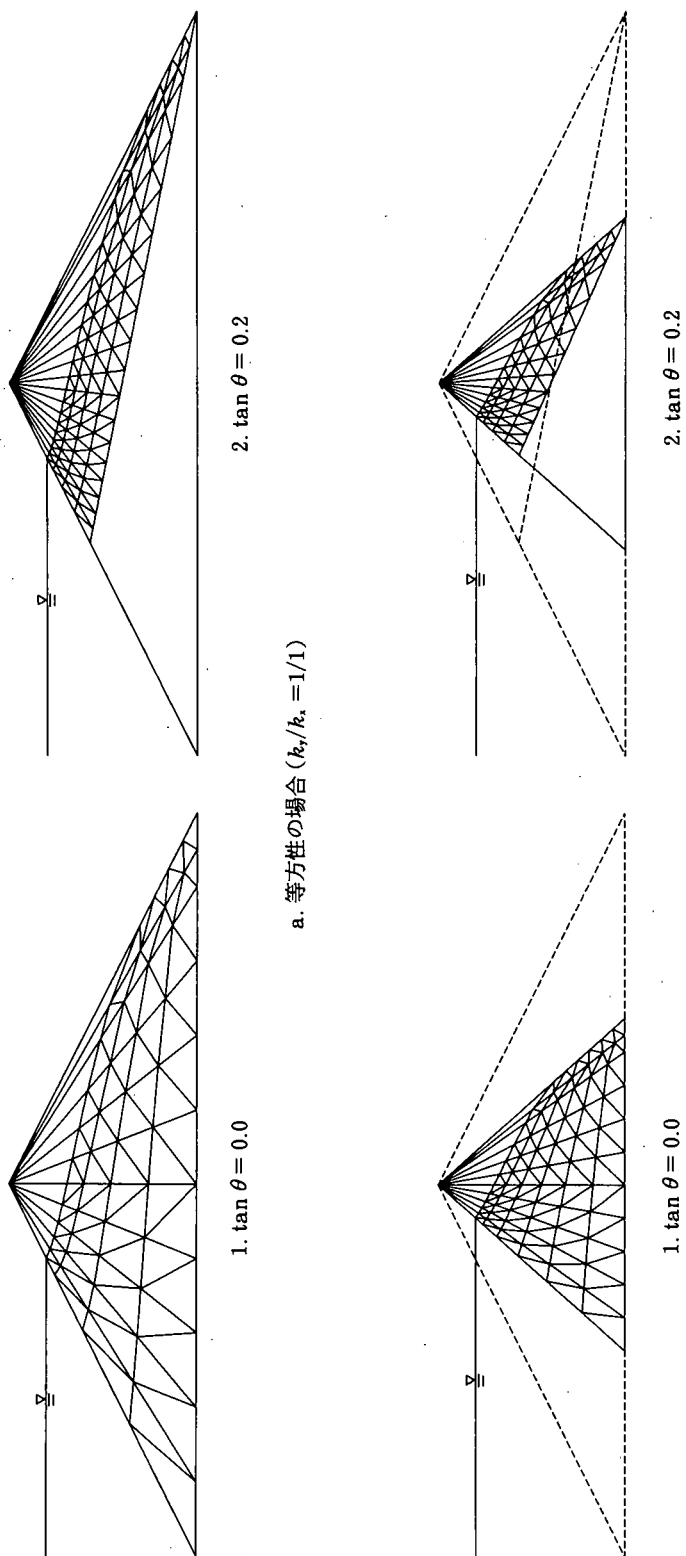 1. tan θ = 0.0
2. tan θ = 0.2
a. 等方性の場合 (k_y/k_x = 1/1)
1. tan θ = 0.0
2. tan θ = 0.2